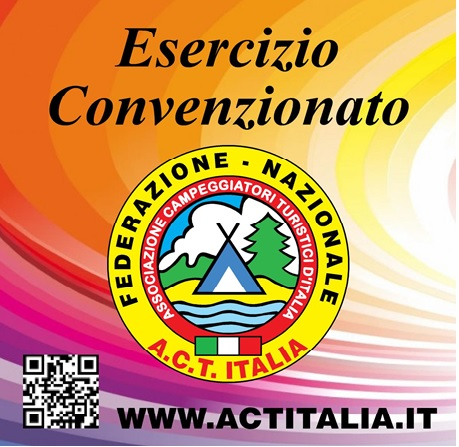 Esercizio
Convenzionato
FEDERAZIONE - NAZIONALE
ASSOCIAZIONE CAMPEGGIATORI TURISTICI D'ITALIA
A.C.T. ITALIA
WWW.ACTITALIA.IT